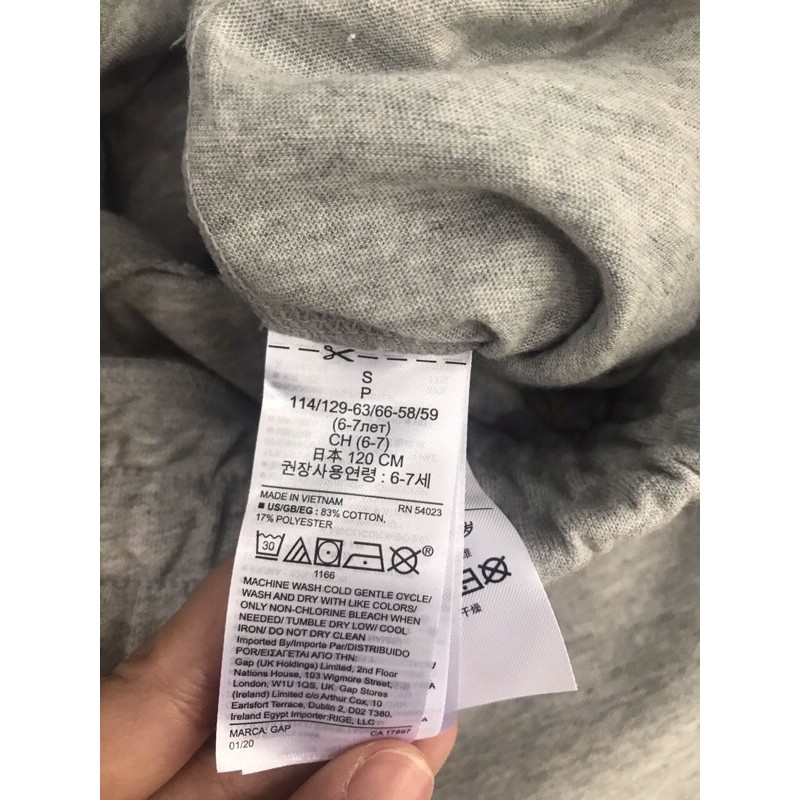 S
P
114/129-63/66-58/59
(6-7лет)
CH (6-7)
日本 120 CM
권장사용연령 : 6-7세
MADE IN VIETNAM RN 54023
■ US/GB/EG : 83% COTTON,
17% POLYESTER
30
®
1166
MACHINE WASH COLD GENTLE CYCLE/
WASH AND DRY WITH LIKE COLORS/
ONLY NON-CHLORINE BLEACH WHEN
NEEDED/ TUMBLE DRY LOW/ COOL
IRON/ DO NOT DRY CLEAN
Imported By/Importe Par/DISTRIBUIDO
POR/ΕΙΣΑΓΕΤΑΙ ΑΠΟ ΤΗΝ:
Gap (UK Holdings) Limited, 2nd Floor
Nations House, 103 Wigmore Street,
London, W1U 1QS, UK Gap Stores
(Ireland) Limited c/o Arthur Cox, 10
Earlsfort Terrace, Dublin 2, D02 T380,
Ireland Egypt Importer:RIGE, LLC
MARCA: GAP CA 17897
01/20
岁
干燥